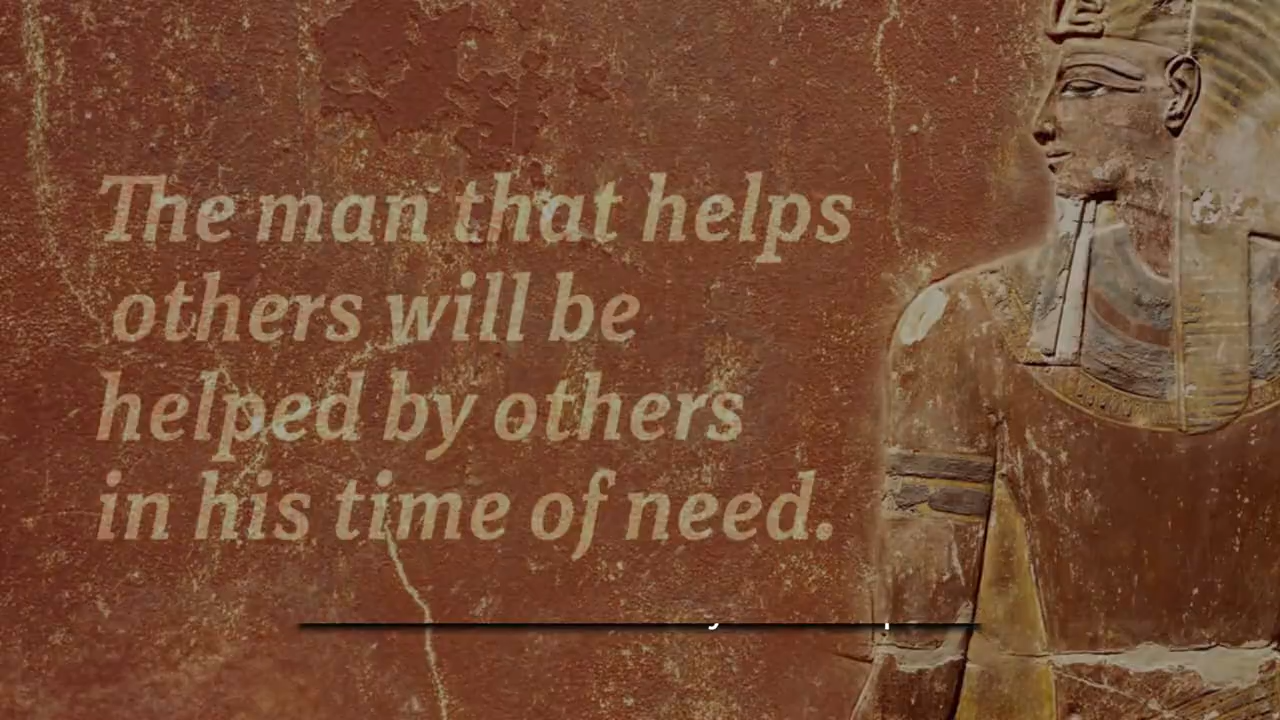 The man that helps
others will be
helped by others
in his time of need.